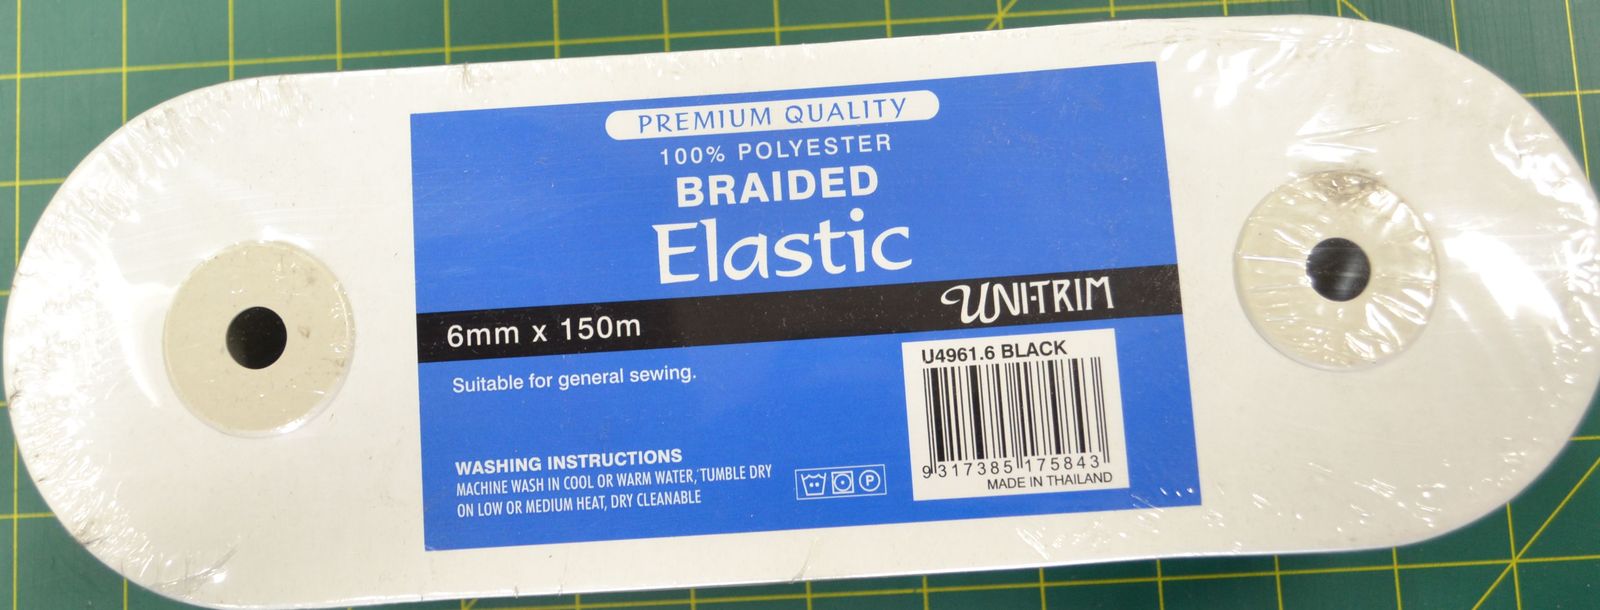 PREMIUM QUALITY
100% POLYESTER
BRAIDED
Elastic
UNI-TRIM
6mm x 150m
Suitable for general sewing.
U4961.6 BLACK
9 317385 175843
MADE IN THAILAND
WASHING INSTRUCTIONS
MACHINE WASH IN COOL OR WARM WATER, TUMBLE DRY
ON LOW OR MEDIUM HEAT, DRY CLEANABLE
P